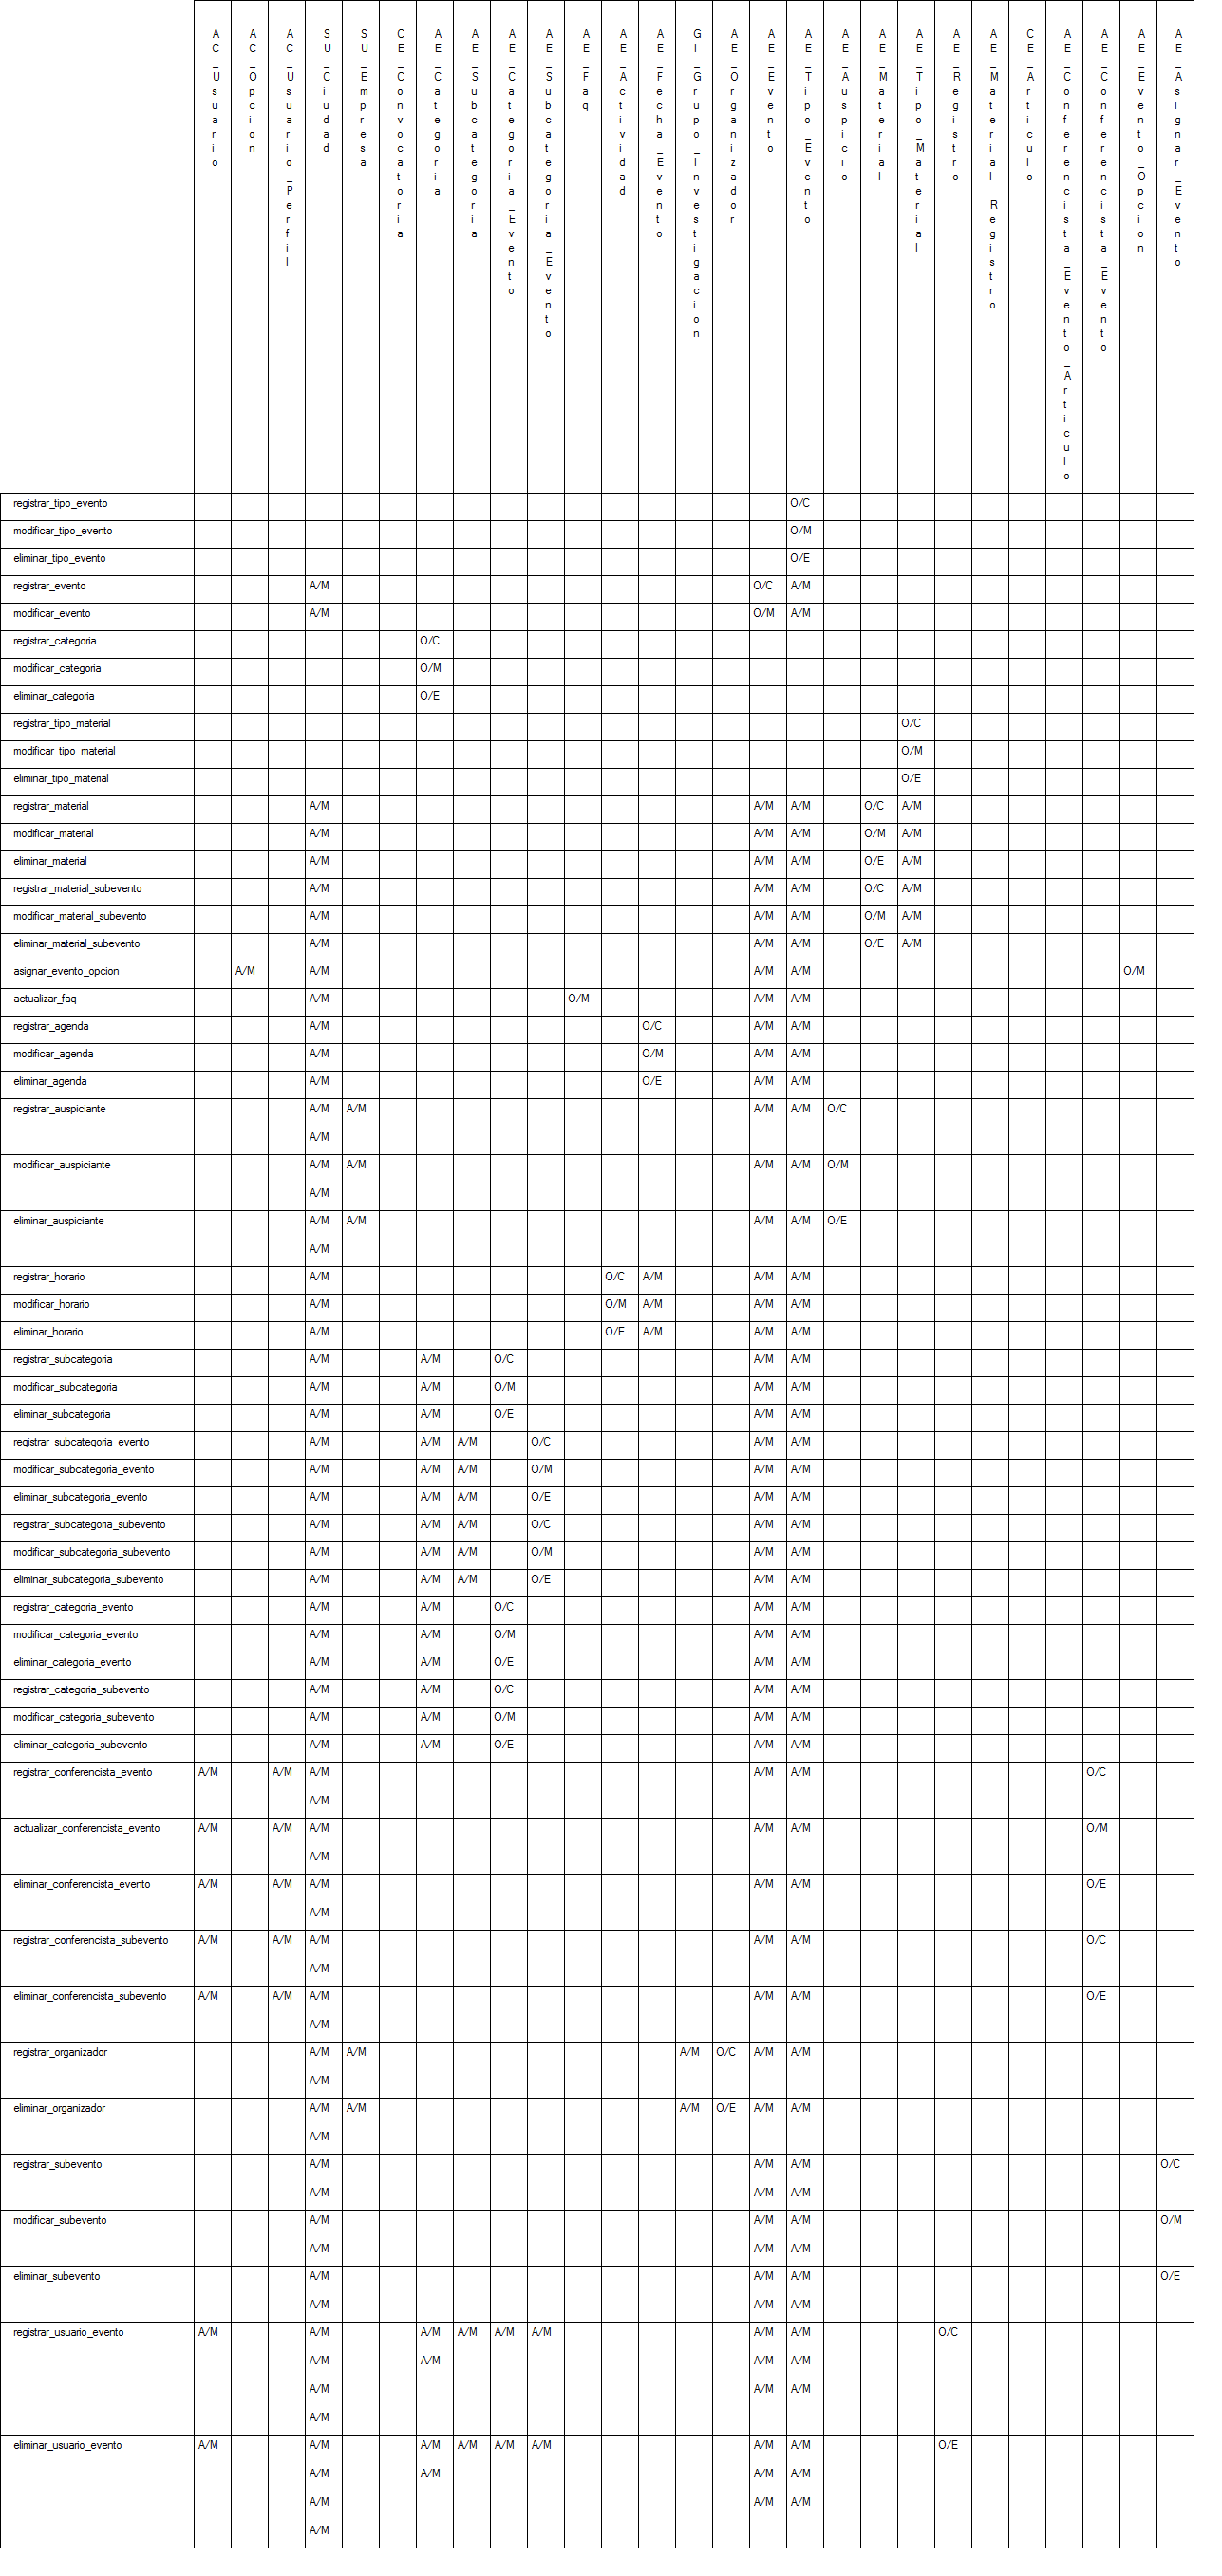 AC_Usuario
AC_Opcion
AC_Usuario_Perfil
SU_Ciudad
SU_Empresa
CE_Convocatoria
AE_Categoria
AE_Subcategoria
AE_Categoria_Evento
AE_Subcategoria_Evento
AE_Faq
AE_Actividad
AE_Fecha_Evento
GI_Grupo_Investigacion
AE_Organizador
AE_Evento
AE_Tipo_Evento
AE_Auspicio
AE_Material
AE_Tipo_Material
AE_Registro
AE_Material_Registro
CE_Articulo
AE_Conferencista_Evento_Articulo
AE_Conferencista_Evento
AE_Evento_Opcion
AE_Asignar_Evento
registrar_tipo_evento O/C
modificar_tipo_evento O/M
eliminar_tipo_evento O/E
registrar_evento A/M O/C A/M
modificar_evento A/M O/M A/M
registrar_categoria O/C
modificar_categoria O/M
eliminar_categoria O/E
registrar_tipo_material O/C
modificar_tipo_material O/M
eliminar_tipo_material O/E
registrar_material A/M A/M A/M O/C A/M
modificar_material A/M A/M A/M O/M A/M
eliminar_material A/M A/M A/M O/E A/M
registrar_material_subevento A/M A/M A/M O/C A/M
modificar_material_subevento A/M A/M A/M O/M A/M
eliminar_material_subevento A/M A/M A/M O/E A/M
asignar_evento_opcion A/M A/M A/M A/M O/M
actualizar_faq A/M O/M A/M A/M
registrar_agenda A/M O/C A/M A/M
modificar_agenda A/M O/M A/M A/M
eliminar_agenda A/M O/E A/M A/M
registrar_auspiciante A/M A/M A/M A/M O/C
A/M
modificar_auspiciante A/M A/M A/M A/M O/M
A/M
eliminar_auspiciante A/M A/M A/M A/M O/E
A/M
registrar_horario A/M O/C A/M A/M A/M
modificar_horario A/M O/M A/M A/M A/M
eliminar_horario A/M O/E A/M A/M A/M
registrar_subcategoria A/M A/M O/C A/M A/M
modificar_subcategoria A/M A/M O/M A/M A/M
eliminar_subcategoria A/M A/M O/E A/M A/M
registrar_subcategoria_evento A/M A/M A/M O/C A/M A/M
modificar_subcategoria_evento A/M A/M A/M O/M A/M A/M
eliminar_subcategoria_evento A/M A/M A/M O/E A/M A/M
registrar_subcategoria_subevento A/M A/M A/M O/C A/M A/M
modificar_subcategoria_subevento A/M A/M A/M O/M A/M A/M
eliminar_subcategoria_subevento A/M A/M A/M O/E A/M A/M
registrar_categoria_evento A/M A/M O/C A/M A/M
modificar_categoria_evento A/M A/M O/M A/M A/M
eliminar_categoria_evento A/M A/M O/E A/M A/M
registrar_categoria_subevento A/M A/M O/C A/M A/M
modificar_categoria_subevento A/M A/M O/M A/M A/M
eliminar_categoria_subevento A/M A/M O/E A/M A/M
registrar_conferencista_evento A/M A/M A/M A/M A/M O/C
A/M
actualizar_conferencista_evento A/M A/M A/M A/M A/M O/M
A/M
eliminar_conferencista_evento A/M A/M A/M A/M A/M O/E
A/M
registrar_conferencista_subevento A/M A/M A/M A/M A/M O/C
A/M
eliminar_conferencista_subevento A/M A/M A/M A/M A/M O/E
A/M
registrar_organizador A/M A/M A/M O/C A/M A/M
A/M
eliminar_organizador A/M A/M A/M O/E A/M A/M
A/M
registrar_subevento A/M A/M A/M O/C
A/M A/M A/M
modificar_subevento A/M A/M A/M O/M
A/M A/M A/M
eliminar_subevento A/M A/M A/M O/E
A/M A/M A/M
registrar_usuario_evento A/M A/M A/M A/M A/M A/M A/M A/M O/C
A/M A/M A/M A/M
A/M A/M A/M
A/M
eliminar_usuario_evento A/M A/M A/M A/M A/M A/M A/M A/M O/E
A/M A/M A/M A/M
A/M A/M A/M
A/M